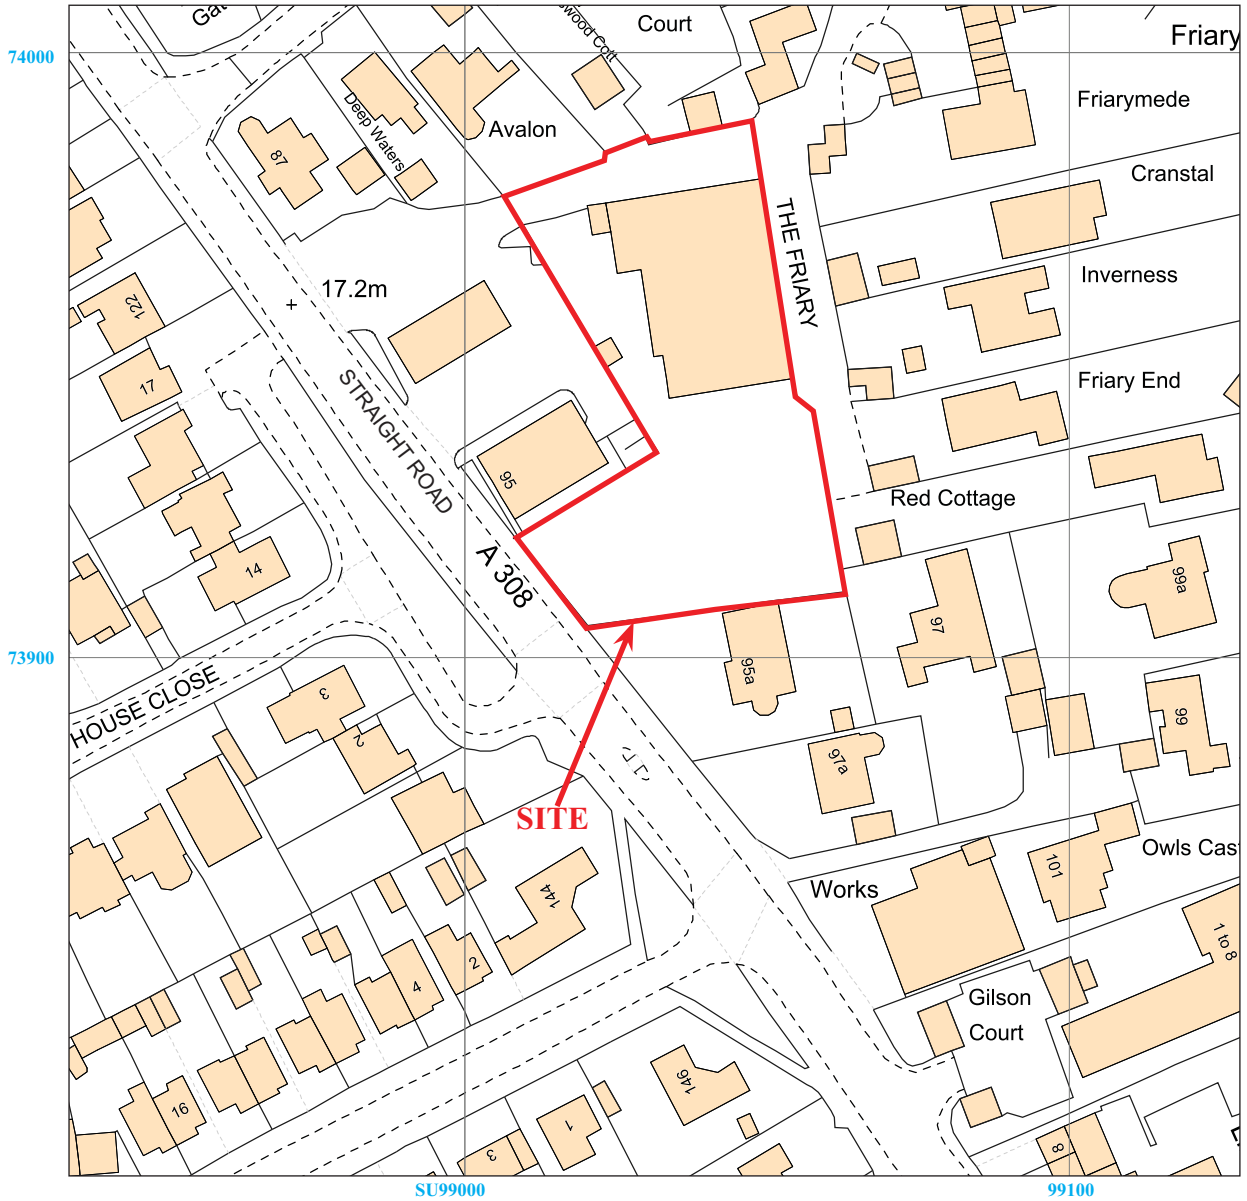 Court
Friary
74000
Friarymede
Deep Waters
Avalon
87
Cranstal
THE FRIARY
17.2m
Inverness
122
17
STRAIGHT ROAD
Friary End
95
Red Cottage
14
A 308
99a
97
73900
95a
HOUSE CLOSE
3
2
99
97a
SITE
Works
101
Owls Cas
144
1 to 8
2
4
Gilson
Court
146
16
1
3
8
SU99000
99100